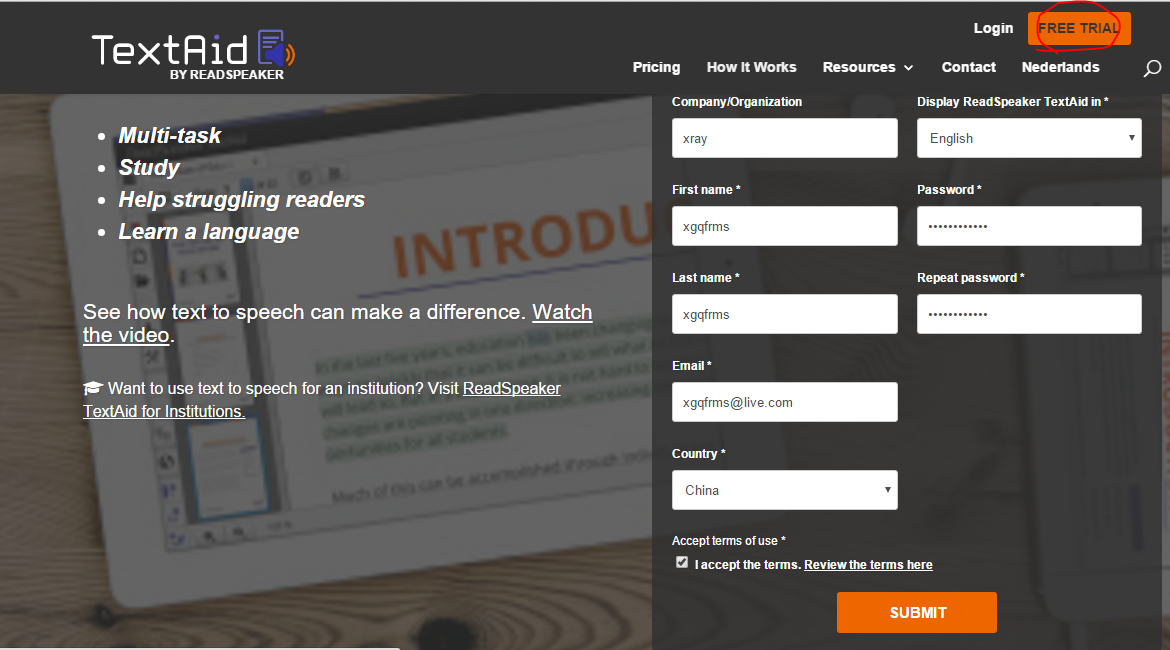 Login
FREE TRIAL
TextAid
BY READSPEAKER
Pricing
How It Works
Resources
Contact
Nederlands
Multi-task
Study
Help struggling readers
Learn a language
See how text to speech can make a difference. Watch
the video.
Want to use text to speech for an institution? Visit ReadSpeaker
TextAid for Institutions.
INTRODU
Company/Organization
xray
Display ReadSpeaker TextAid in *
English
First name *
xgqfrms
Password *
••••••••••••
Last name *
xgqfrms
Repeat password *
••••••••••••
Email *
xgqfrms@live.com
Country *
China
Accept terms of use *
I accept the terms. Review the terms here
SUBMIT